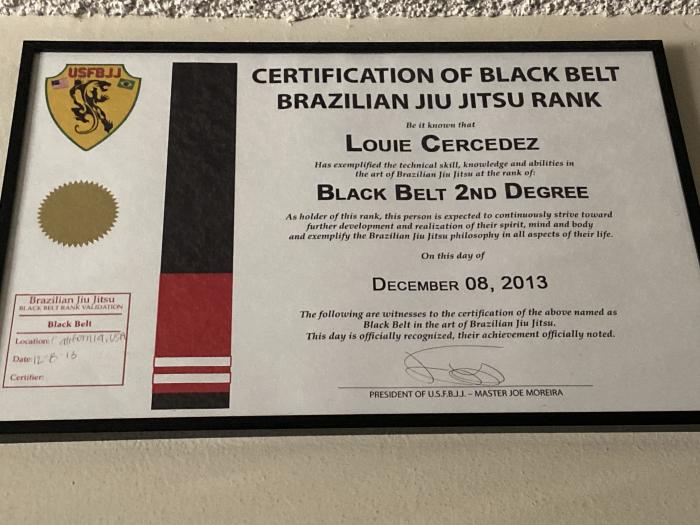 USFBJJ
CERTIFICATION OF BLACK BELT
BRAZILIAN JIU JITSU RANK
Be it known that
LOUIE CERCEDEZ
Has exemplified the technical skill, knowledge and abilities in
the art of Brazilian Jiu Jitsu at the rank of:
BLACK BELT 2ND DEGREE
As holder of this rank, this person is expected to continuously strive toward
further development and realization of their spirit, mind and body
and exemplify the Brazilian Jiu Jitsu philosophy in all aspects of their life.
On this day of
DECEMBER 08, 2013
The following are witnesses to the certification of the above named as
Black Belt in the art of Brazilian Jiu Jitsu.
This day is officially recognized, their achievement officially noted.
PRESIDENT OF U.S.F.B.J.J. – MASTER JOE MOREIRA
Brazilian Jiu Jitsu
BLACK BELT RANK VALIDATION
Black Belt
Location: California, USA
Date: 12-8-13
Certifier: